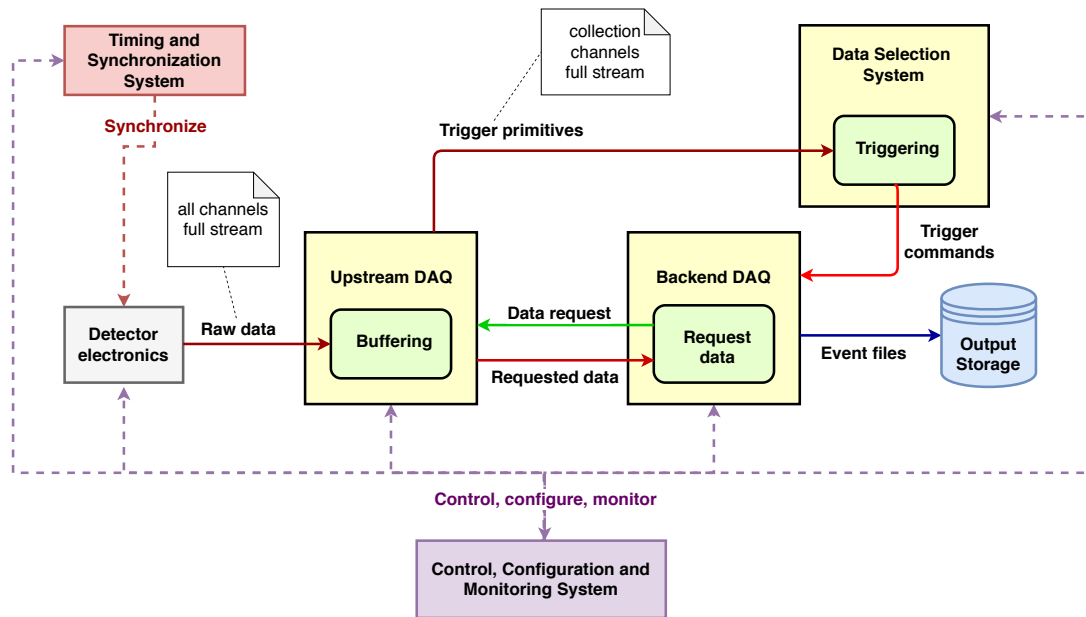 Timing and
Synchronization
System
Synchronize
collection
channels
full stream
Data Selection
System
Trigger primitives
Triggering
all channels
full stream
Trigger
commands
Upstream DAQ
Backend DAQ
Detector
electronics
Raw data
Buffering
Data request
Requested data
Request
data
Event files
Output
Storage
Control, configure, monitor
Control, Configuration and
Monitoring System